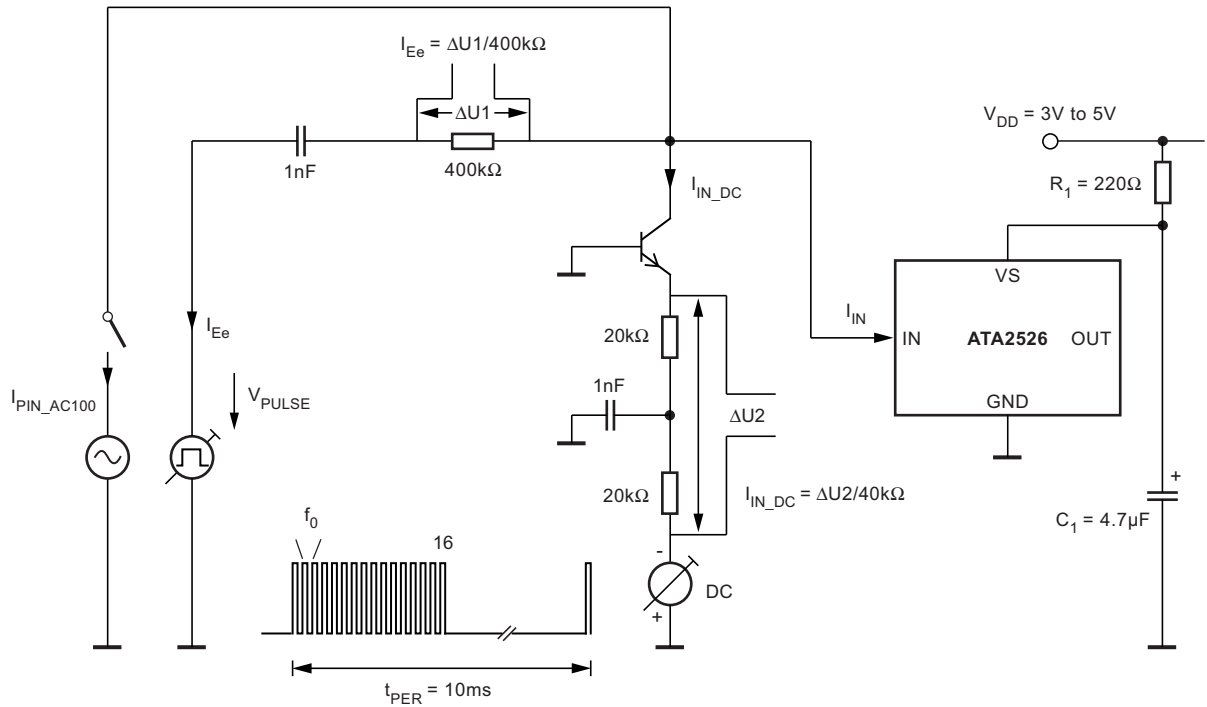 I_Ee = ΔU1/400kΩ
ΔU1
V_DD = 3V to 5V
1nF
400kΩ
R_1 = 220Ω
I_IN_DC
VS
I_Ee
20kΩ
I_IN
IN
ATA2526
OUT
I_PIN_AC100
V_PULSE
1nF
GND
ΔU2
20kΩ
I_IN_DC = ΔU2/40kΩ
+
C_1 = 4.7µF
f_0
16
-
DC
+
t_PER = 10ms